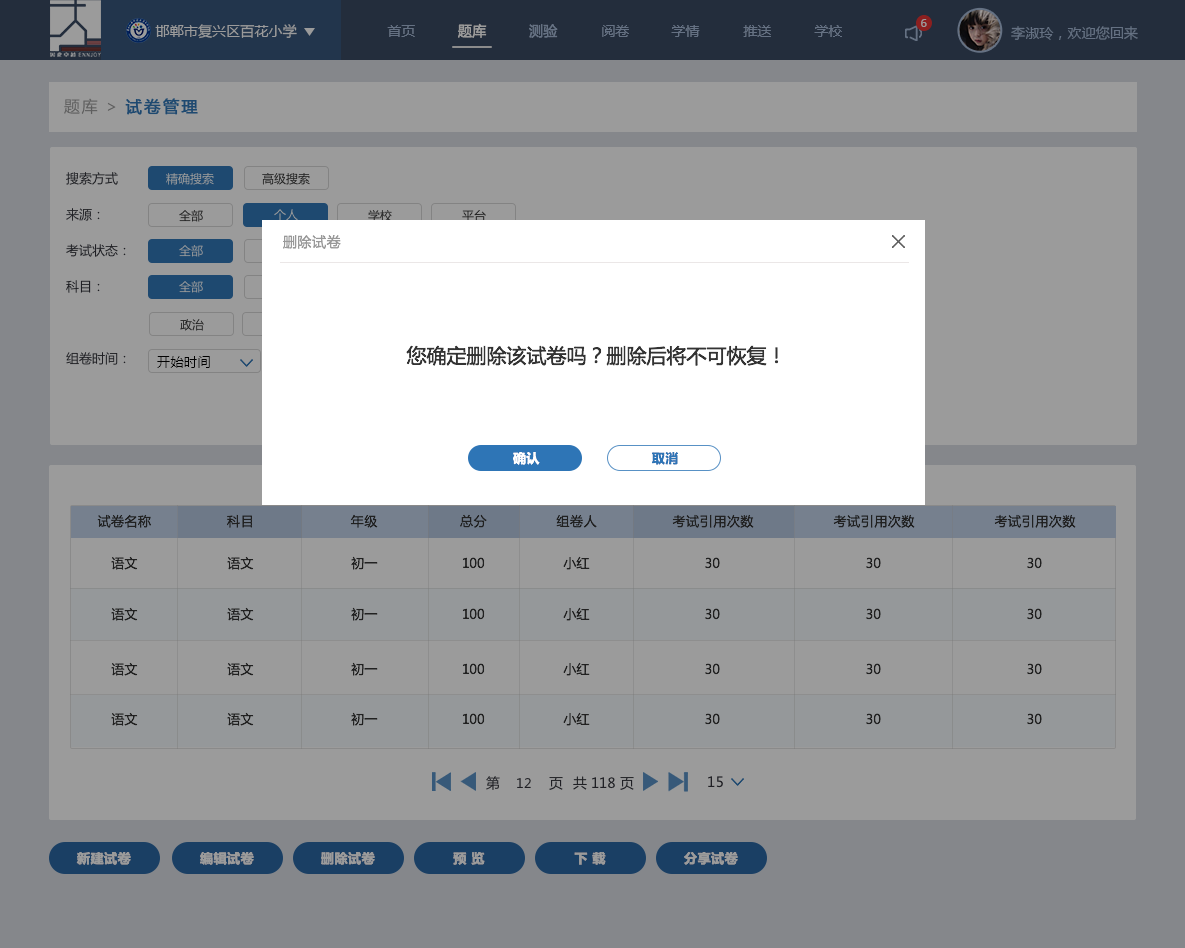 邯郸市复兴区百花小学 ▼ 首页 题库 测验 阅卷 学情 推送 学校 6 李淑玲，欢迎您回来
题库 > 试卷管理
搜索方式 精确搜索 高级搜索
来源： 全部 个人 学校 平台
删除试卷
考试状态： 全部
科目： 全部
政治
组卷时间： 开始时间
您确定删除该试卷吗？删除后将不可恢复！
确认 取消
试卷名称 科目 年级 总分 组卷人 考试引用次数 考试引用次数 考试引用次数
语文 语文 初一 100 小红 30 30 30
语文 语文 初一 100 小红 30 30 30
语文 语文 初一 100 小红 30 30 30
语文 语文 初一 100 小红 30 30 30
第 12 页 共 118 页 15
新建试卷 编辑试卷 删除试卷 预 览 下 载 分享试卷